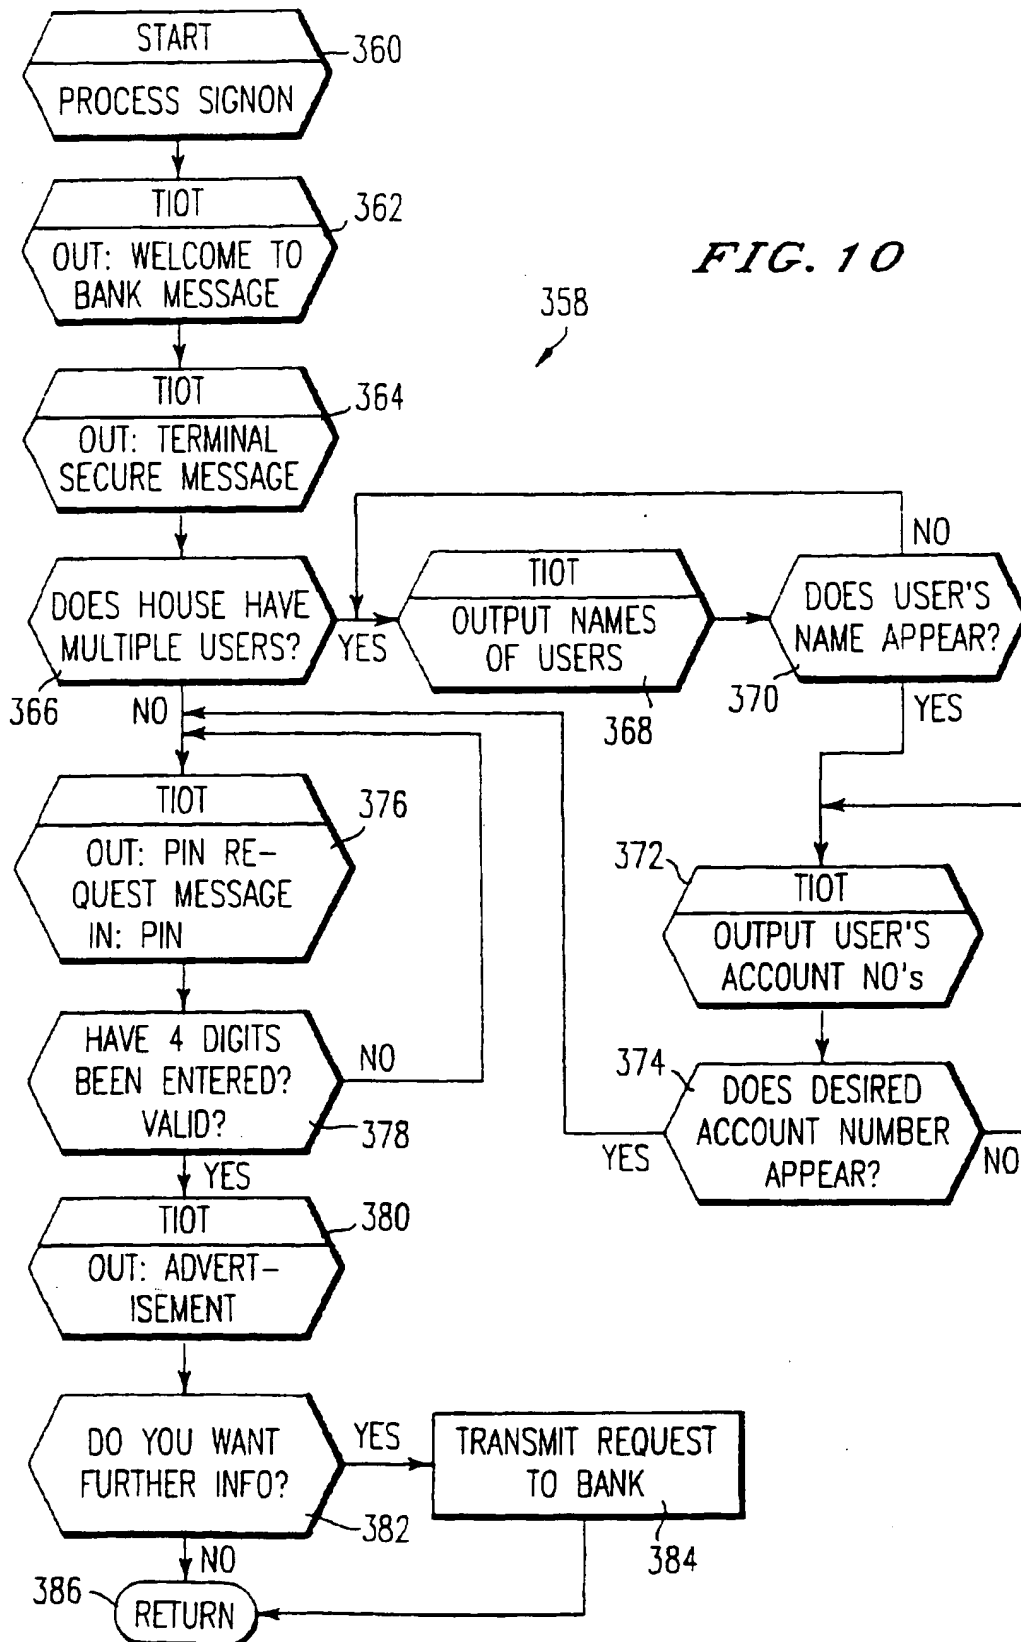 START
360
PROCESS SIGNON
TIOT
362
OUT: WELCOME TO
BANK MESSAGE
FIG. 10
358
TIOT
364
OUT: TERMINAL
SECURE MESSAGE
DOES HOUSE HAVE
MULTIPLE USERS?
366
YES
NO
TIOT
OUTPUT NAMES
OF USERS
368
NO
DOES USER'S
NAME APPEAR?
370
YES
372
TIOT
OUTPUT USER'S
ACCOUNT NO's
374
DOES DESIRED
ACCOUNT NUMBER
APPEAR?
YES
NO
TIOT
376
OUT: PIN RE-
QUEST MESSAGE
IN: PIN
HAVE 4 DIGITS
BEEN ENTERED?
VALID?
NO
378
YES
TIOT
380
OUT: ADVERT-
ISEMENT
DO YOU WANT
FURTHER INFO?
YES
382
TRANSMIT REQUEST
TO BANK
384
NO
386
RETURN